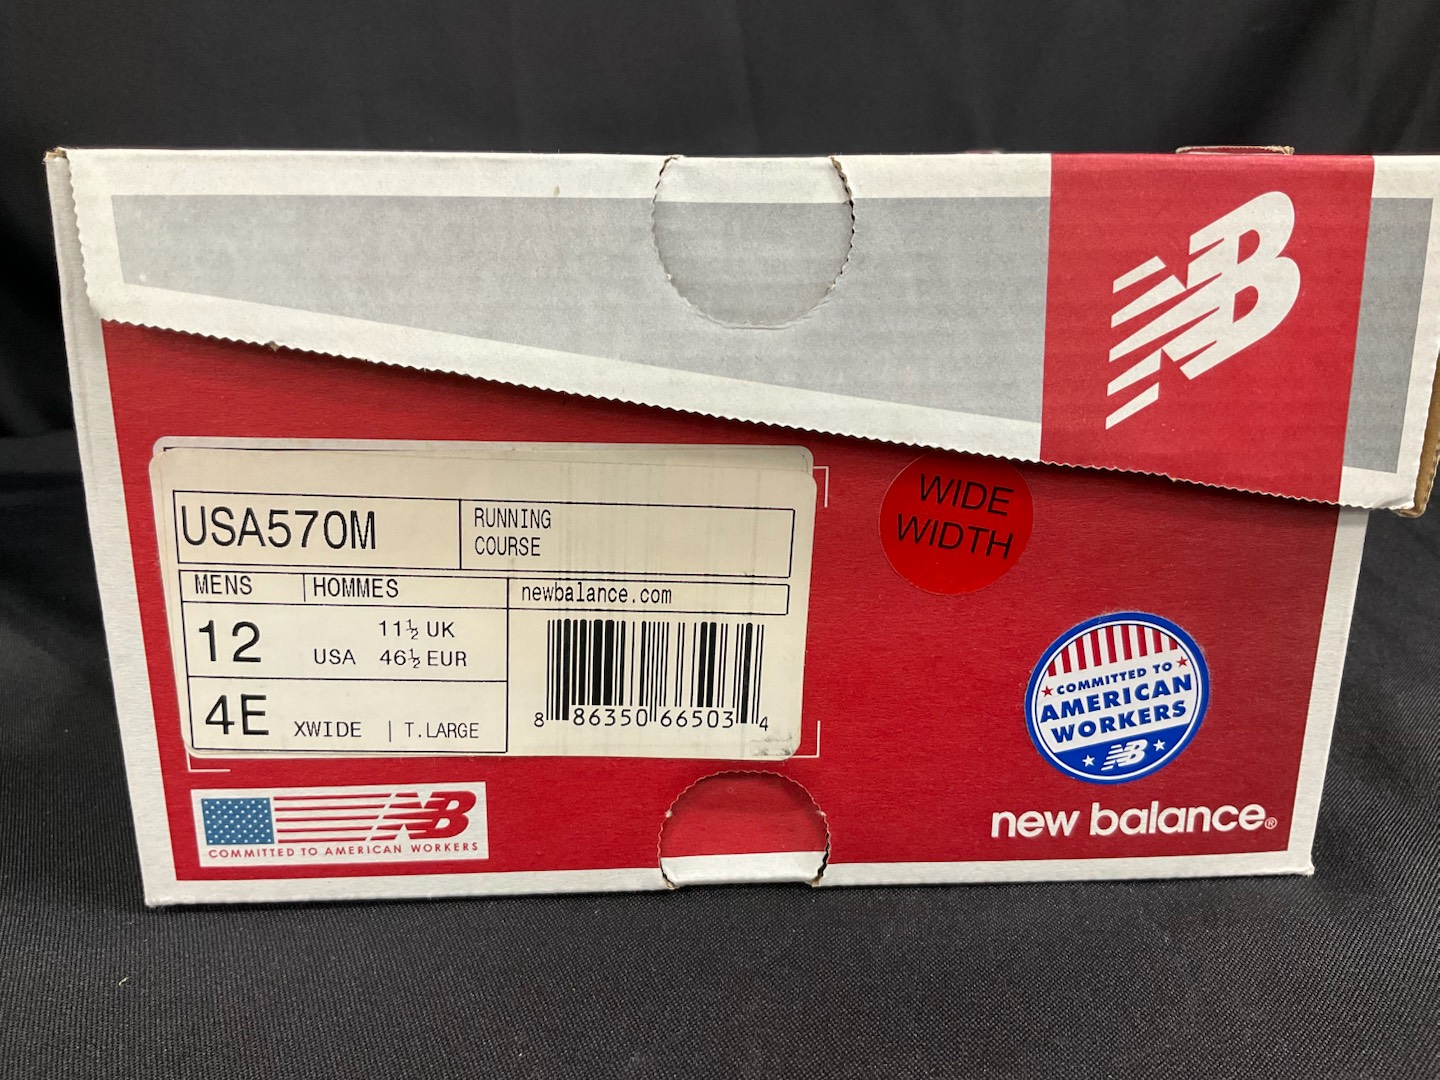 NB
WIDE
WIDTH
USA570M
RUNNING
COURSE
MENS HOMMES
newbalance.com
12 USA 11½ UK
46½ EUR
4E XWIDE | T.LARGE
8 86350 66503 4
COMMITTED TO
AMERICAN
WORKERS
NB
NB
COMMITTED TO AMERICAN WORKERS
new balance®